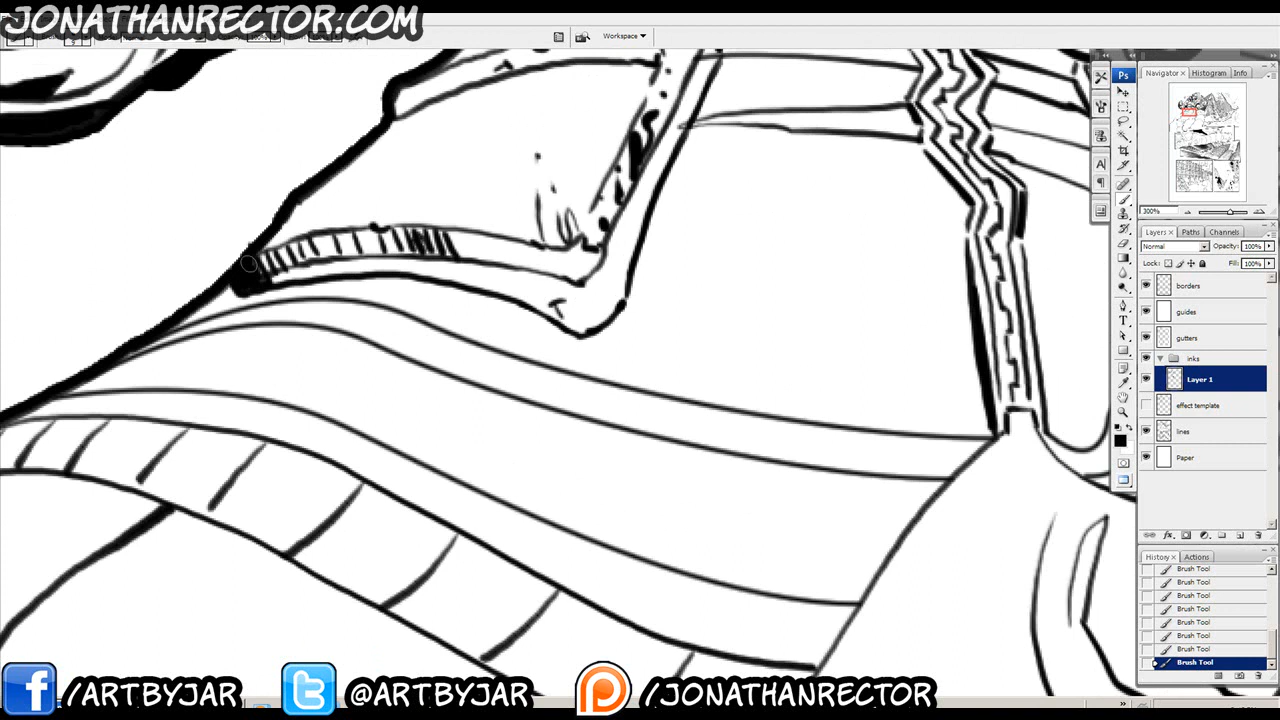 JONATHANRECTOR.COM
Workspace
Navigator Histogram Info
300%
Layers Paths Channels
Normal Opacity: 100%
Lock: Fill: 100%
borders
guides
gutters
inks
Layer 1
effect template
lines
Paper
History Actions
Brush Tool
Brush Tool
Brush Tool
Brush Tool
Brush Tool
Brush Tool
Brush Tool
Brush Tool
/ARTBYJAR @ARTBYJAR /JONATHANRECTOR